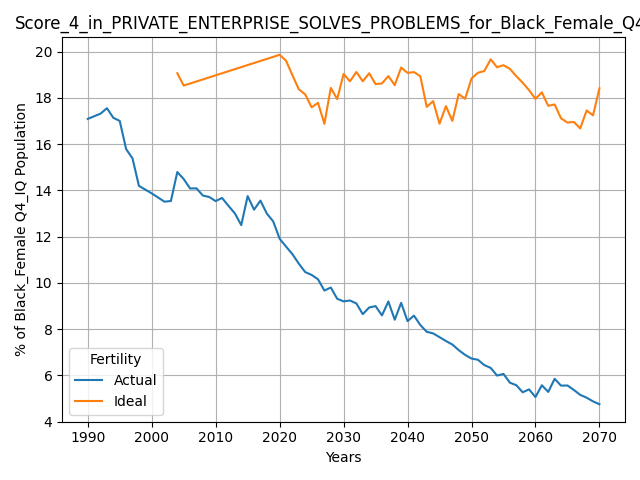 Score_4_in_PRIVATE_ENTERPRISE_SOLVES_PROBLEMS_for_Black_Female_Q4
% of Black_Female Q4_IQ Population
20
18
16
14
12
10
8
6
4
Fertility
Actual
Ideal
1990 2000 2010 2020 2030 2040 2050 2060 2070
Years